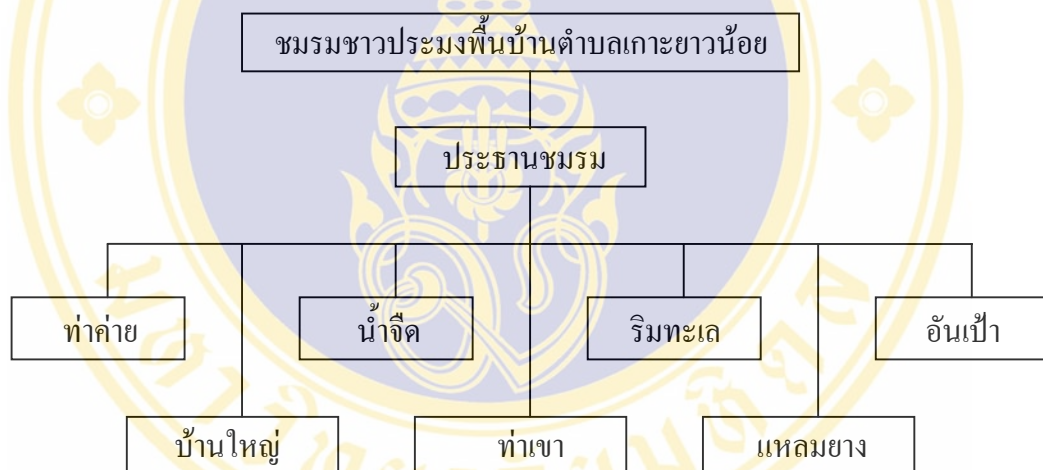 ชมรมชาวประมงพื้นบ้านตำบลเกาะยาวน้อย
ประธานชมรม
ท่าค่าย น้ำจืด ริมทะเล อันเป้า
บ้านใหญ่ ท่าเขา แหลมยาง